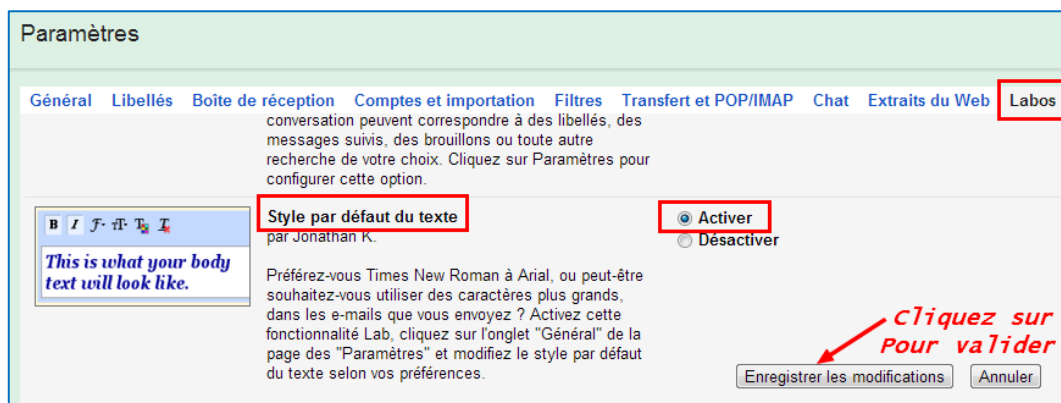 Paramètres
Général Libellés Boîte de réception Comptes et importation Filtres Transfert et POP/IMAP Chat Extraits du Web Labos
conversation peuvent correspondre à des libellés, des
messages suivis, des brouillons ou toute autre
recherche de votre choix. Cliquez sur Paramètres pour
configurer cette option.
B I F T T T
This is what your body
text will look like.
Style par défaut du texte
par Jonathan K.
Préférez-vous Times New Roman à Arial, ou peut-être
souhaitez-vous utiliser des caractères plus grands,
dans les e-mails que vous envoyez ? Activez cette
fonctionnalité Lab, cliquez sur l'onglet "Général" de la
page des "Paramètres" et modifiez le style par défaut
du texte selon vos préférences.
Activer
Désactiver
Cliquez sur
Pour valider
Enregistrer les modifications Annuler